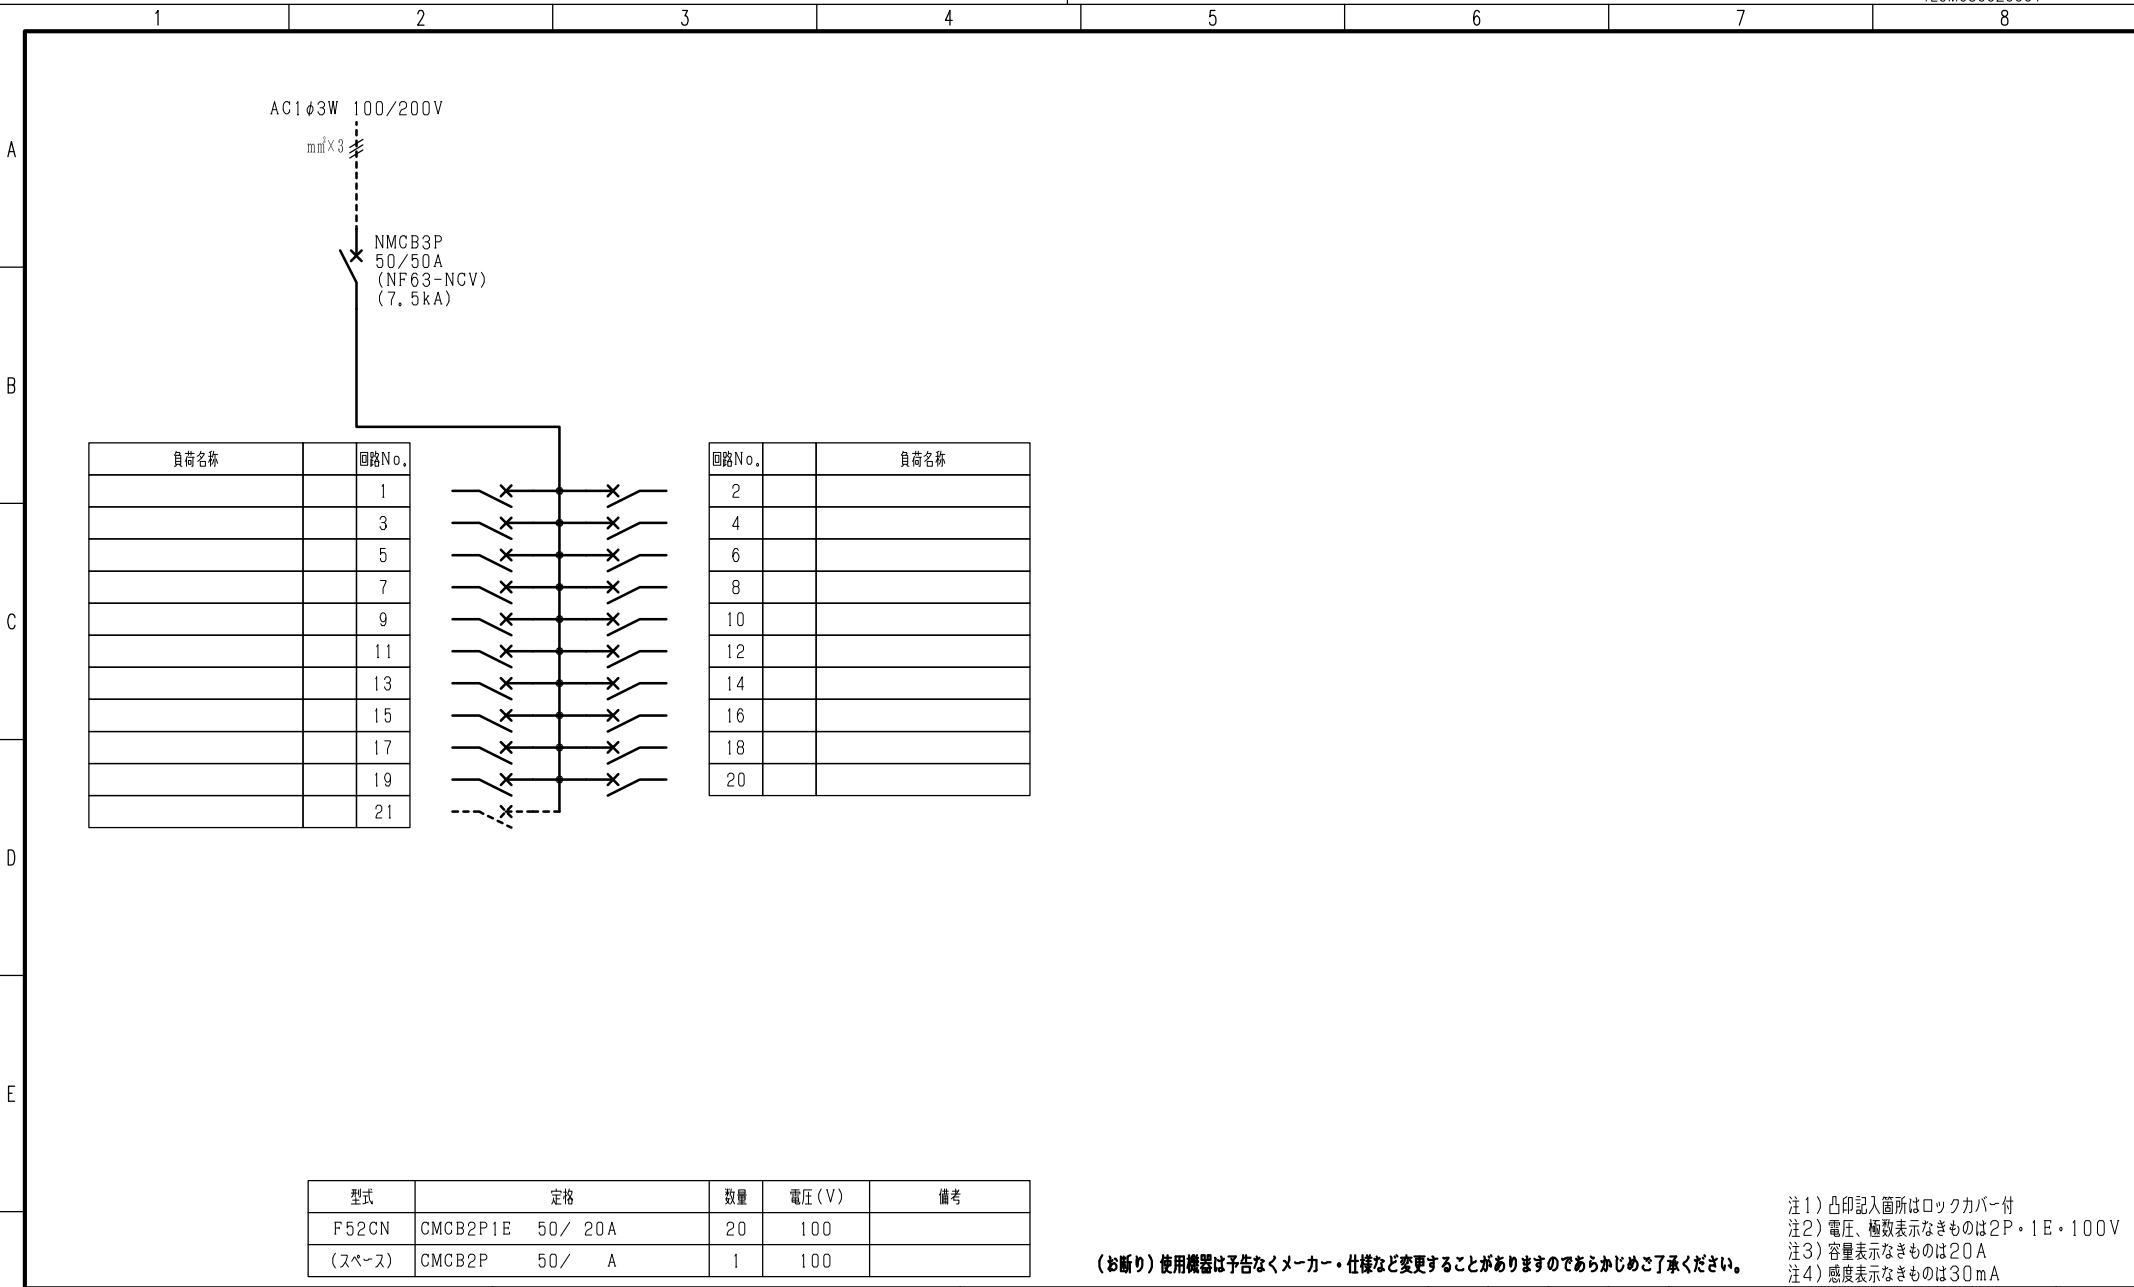 1 2 3 4 5 6 7 8
A
B
C
D
E
AC1φ3W 100/200V
mm²×3
NMCB3P
50/50A
(NF63-NCV)
(7.5kA)
負荷名称 回路No.
1
3
5
7
9
11
13
15
17
19
21
回路No. 負荷名称
2
4
6
8
10
12
14
16
18
20
型式 定格 数量 電圧(V) 備考
F52CN CMCB2P1E 50/ 20A 20 100
(スペース) CMCB2P 50/ A 1 100
(お断り)使用機器は予告なくメーカー・仕様など変更することがありますのであらかじめご了承ください。
注1)凸印記入箇所はロックカバー付
注2)電圧、極数表示なきものは2P・1E・100V
注3)容量表示なきものは20A
注4)感度表示なきものは30mA